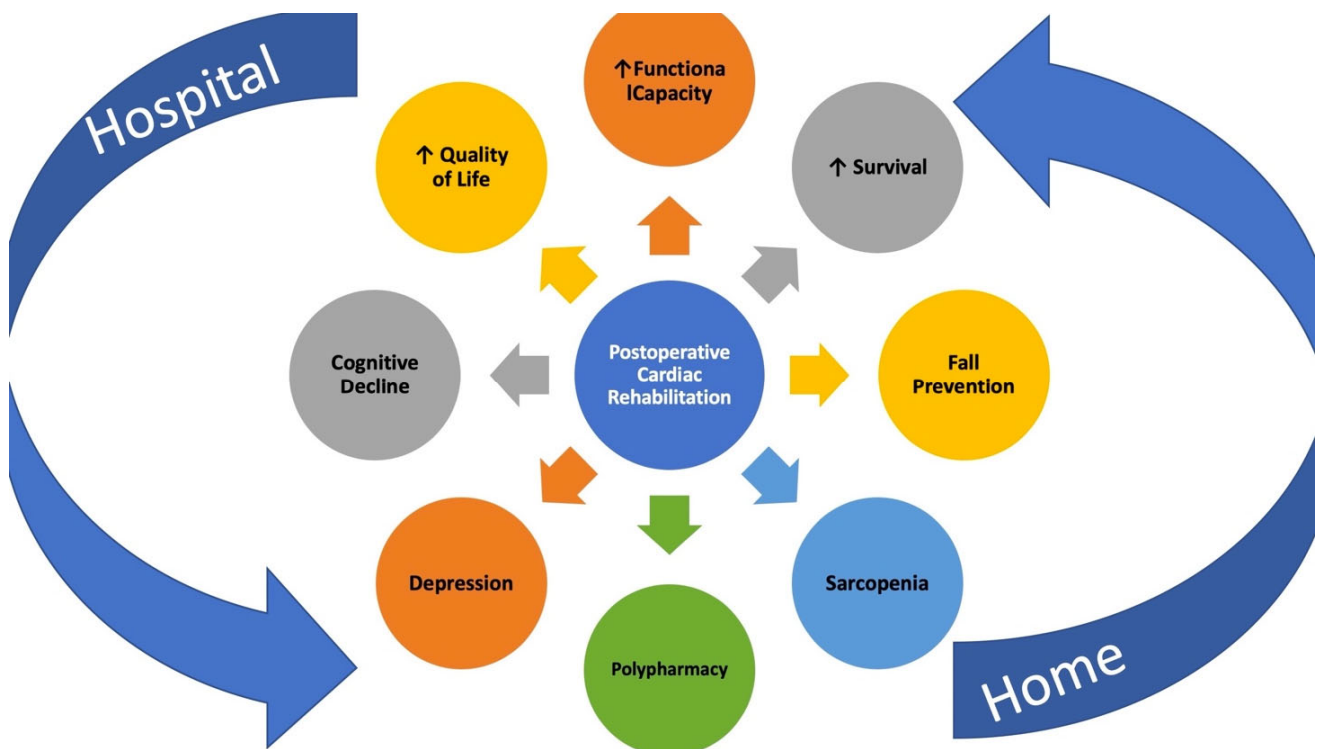 Hospital
↑Functiona
lCapacity
↑ Quality
of Life
↑ Survival
Cognitive
Decline
Postoperative
Cardiac
Rehabilitation
Fall
Prevention
Depression
Sarcopenia
Polypharmacy
Home